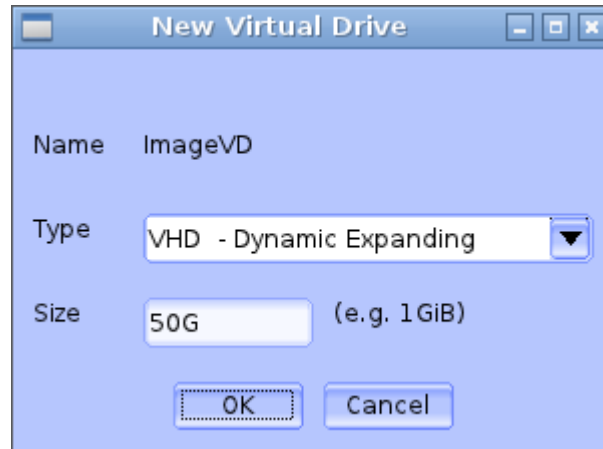 New Virtual Drive
Name ImageVD
Type VHD - Dynamic Expanding
Size 50G (e.g. 1GiB)
OK Cancel